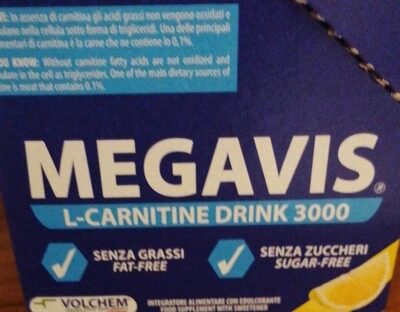 In assenza di carnitina gli acidi grassi non vengono ossidati e
nella cellula sotto forma di trigliceridi. Una delle principali
alimentari di carnitina è la carne che ne contiene lo 0,1%.
KNOW: Without carnitine fatty acids are not oxidized and
in the cell as triglycerides. One of the main dietary sources of
is meat that contains 0.1%.
MEGAVIS®
L-CARNITINE DRINK 3000
SENZA GRASSI
FAT-FREE
SENZA ZUCCHERI
SUGAR-FREE
VOLCHEM
INTEGRATORE ALIMENTARE CON EDULCORANTE
FOOD SUPPLEMENT WITH SWEETENER